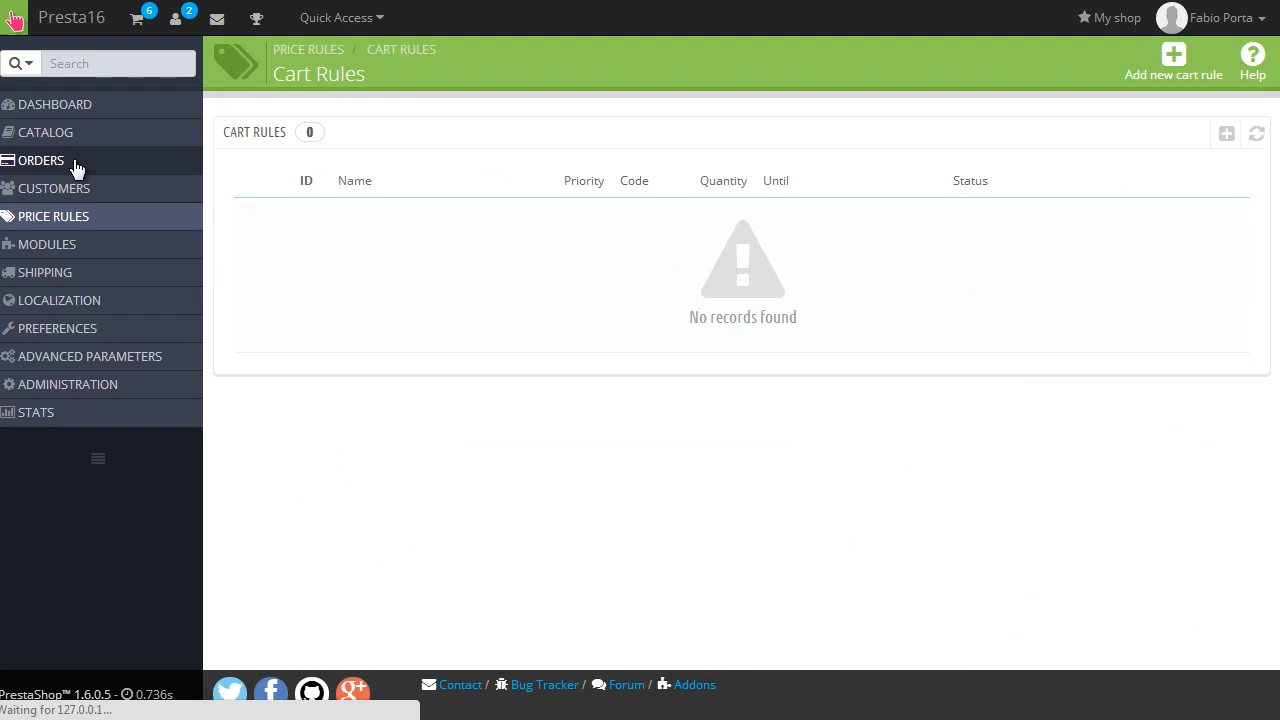 Presta16
6
2
Quick Access
My shop
Fabio Porta
Search
DASHBOARD
CATALOG
ORDERS
CUSTOMERS
PRICE RULES
MODULES
SHIPPING
LOCALIZATION
PREFERENCES
ADVANCED PARAMETERS
ADMINISTRATION
STATS
PRICE RULES / CART RULES
Cart Rules
Add new cart rule
Help
CART RULES 0
ID Name Priority Code Quantity Until Status
No records found
PrestaShop™ 1.6.0.5 - 0.736s
Contact / Bug Tracker / Forum / Addons
Waiting for 127.0.0.1...